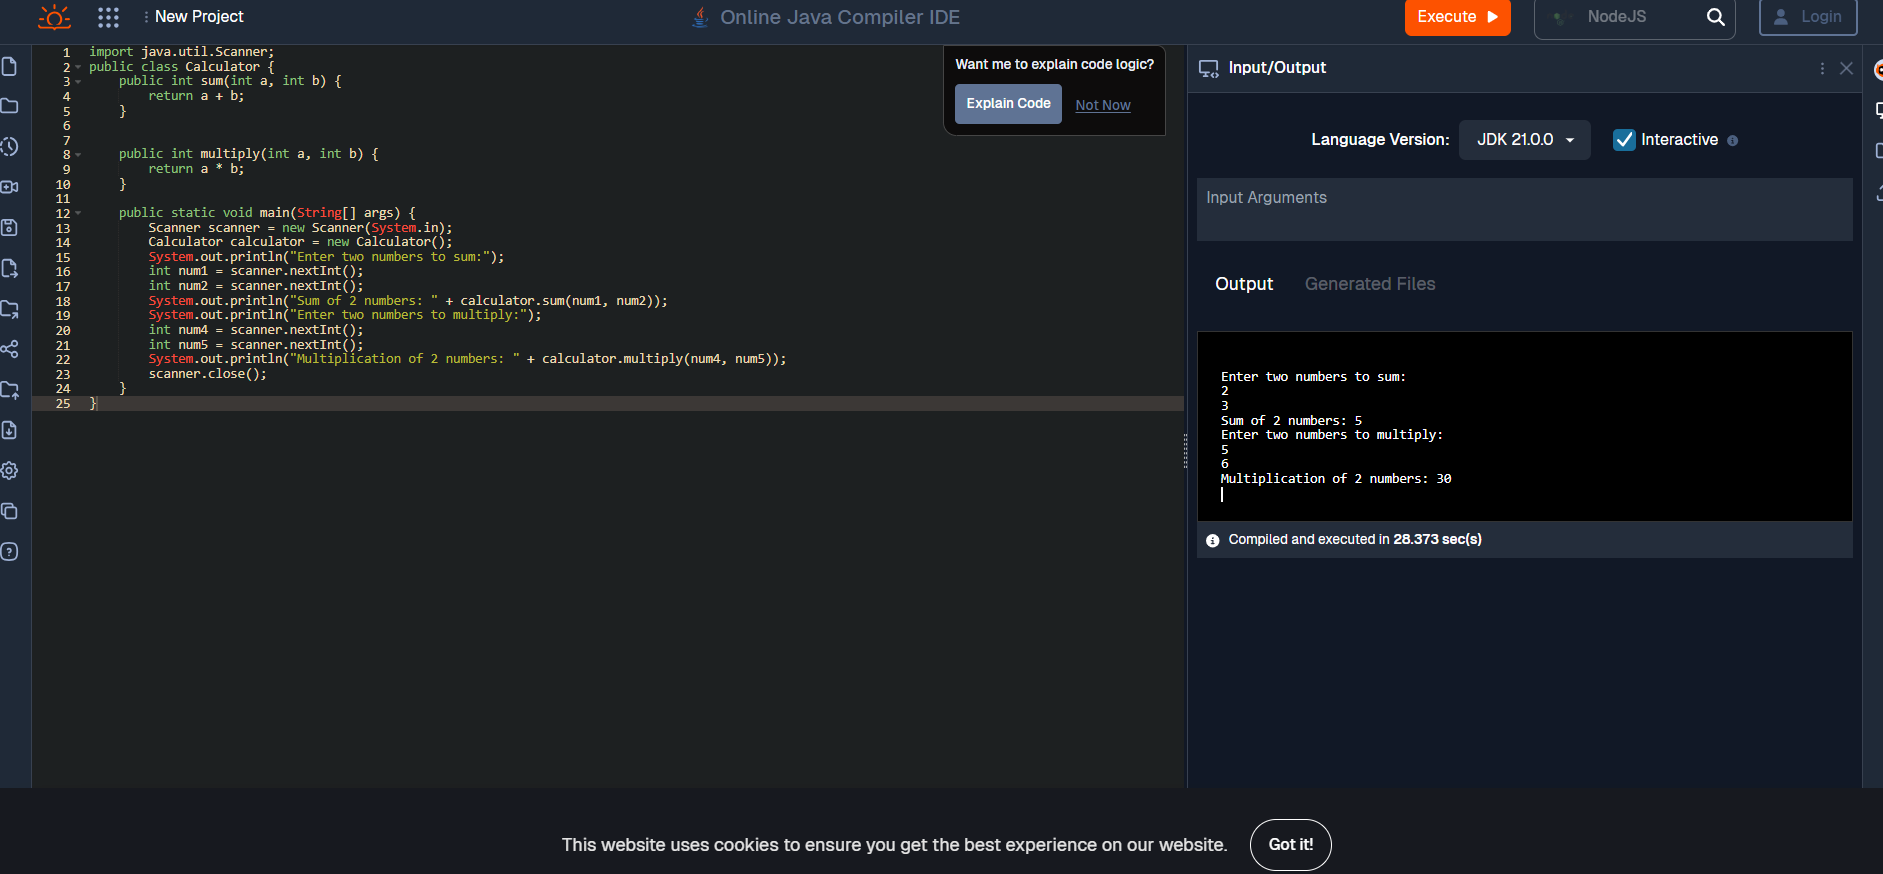 New Project
Online Java Compiler IDE
Execute
NodeJS
Login
1 import java.util.Scanner;
2 public class Calculator {
3     public int sum(int a, int b) {
4         return a + b;
5     }
6
7
8     public int multiply(int a, int b) {
9         return a * b;
10     }
11
12     public static void main(String[] args) {
13         Scanner scanner = new Scanner(System.in);
14         Calculator calculator = new Calculator();
15         System.out.println("Enter two numbers to sum:");
16         int num1 = scanner.nextInt();
17         int num2 = scanner.nextInt();
18         System.out.println("Sum of 2 numbers: " + calculator.sum(num1, num2));
19         System.out.println("Enter two numbers to multiply:");
20         int num4 = scanner.nextInt();
21         int num5 = scanner.nextInt();
22         System.out.println("Multiplication of 2 numbers: " + calculator.multiply(num4, num5));
23         scanner.close();
24     }
25 }
Want me to explain code logic?
Explain Code
Not Now
Input/Output
Language Version: JDK 21.0.0
Interactive
Input Arguments
Output
Generated Files
Enter two numbers to sum:
2
3
Sum of 2 numbers: 5
Enter two numbers to multiply:
5
6
Multiplication of 2 numbers: 30
Compiled and executed in 28.373 sec(s)
This website uses cookies to ensure you get the best experience on our website.
Got it!